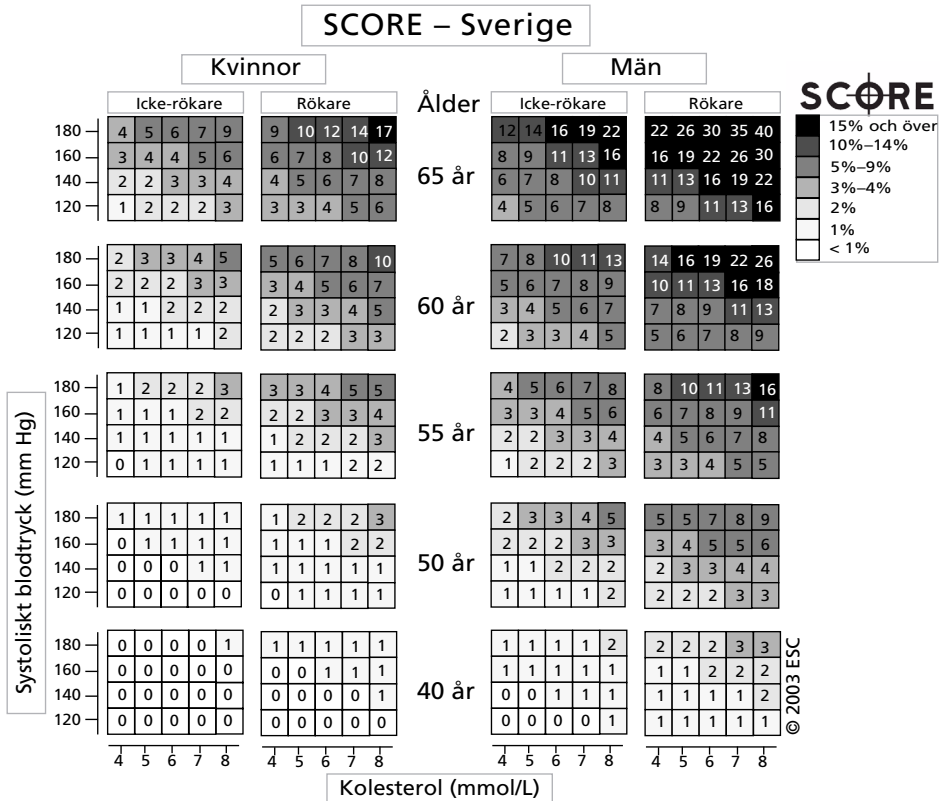 SCORE – Sverige
Kvinnor Män
Icke-rökare Rökare Ålder Icke-rökare Rökare
SCORE
15% och över
10%–14%
5%–9%
3%–4%
2%
1%
< 1%
180 4 5 6 7 9 9 10 12 14 17 12 14 16 19 22 22 26 30 35 40
160 3 4 4 5 6 6 7 8 10 12 8 9 11 13 16 16 19 22 26 30
65 år
140 2 2 3 3 4 4 5 6 7 8 6 7 8 10 11 11 13 16 19 22
120 1 2 2 2 3 3 3 4 5 6 4 5 6 7 8 8 9 11 13 16
180 2 3 3 4 5 5 6 7 8 10 7 8 10 11 13 14 16 19 22 26
160 2 2 2 3 3 3 4 5 6 7 5 6 7 8 9 10 11 13 16 18
60 år
140 1 1 2 2 2 2 3 3 4 5 3 4 5 6 7 7 8 9 11 13
120 1 1 1 1 2 2 2 2 3 3 2 3 3 4 5 5 6 7 8 9
180 1 2 2 2 3 3 3 4 5 5 4 5 6 7 8 8 10 11 13 16
160 1 1 1 2 2 2 2 3 3 4 3 3 4 5 6 6 7 8 9 11
55 år
140 1 1 1 1 1 1 2 2 2 3 2 2 3 3 4 4 5 6 7 8
120 0 1 1 1 1 1 1 1 2 2 1 2 2 2 3 3 3 4 5 5
180 1 1 1 1 1 1 2 2 2 3 2 3 3 4 5 5 5 7 8 9
160 0 1 1 1 1 1 1 1 2 2 2 2 2 3 3 3 4 5 5 6
50 år
140 0 0 0 1 1 1 1 1 1 1 1 1 2 2 2 2 3 3 4 4
120 0 0 0 0 0 0 1 1 1 1 1 1 1 1 2 2 2 2 3 3
180 0 0 0 0 1 1 1 1 1 1 1 1 1 1 2 2 2 2 3 3
160 0 0 0 0 0 0 0 1 1 1 1 1 1 1 1 1 1 2 2 2
40 år
140 0 0 0 0 0 0 0 0 0 1 0 0 1 1 1 1 1 1 1 2
120 0 0 0 0 0 0 0 0 0 0 0 0 0 0 1 1 1 1 1 1
4 5 6 7 8 4 5 6 7 8 4 5 6 7 8 4 5 6 7 8
Kolesterol (mmol/L)
Systoliskt blodtryck (mm Hg)
© 2003 ESC